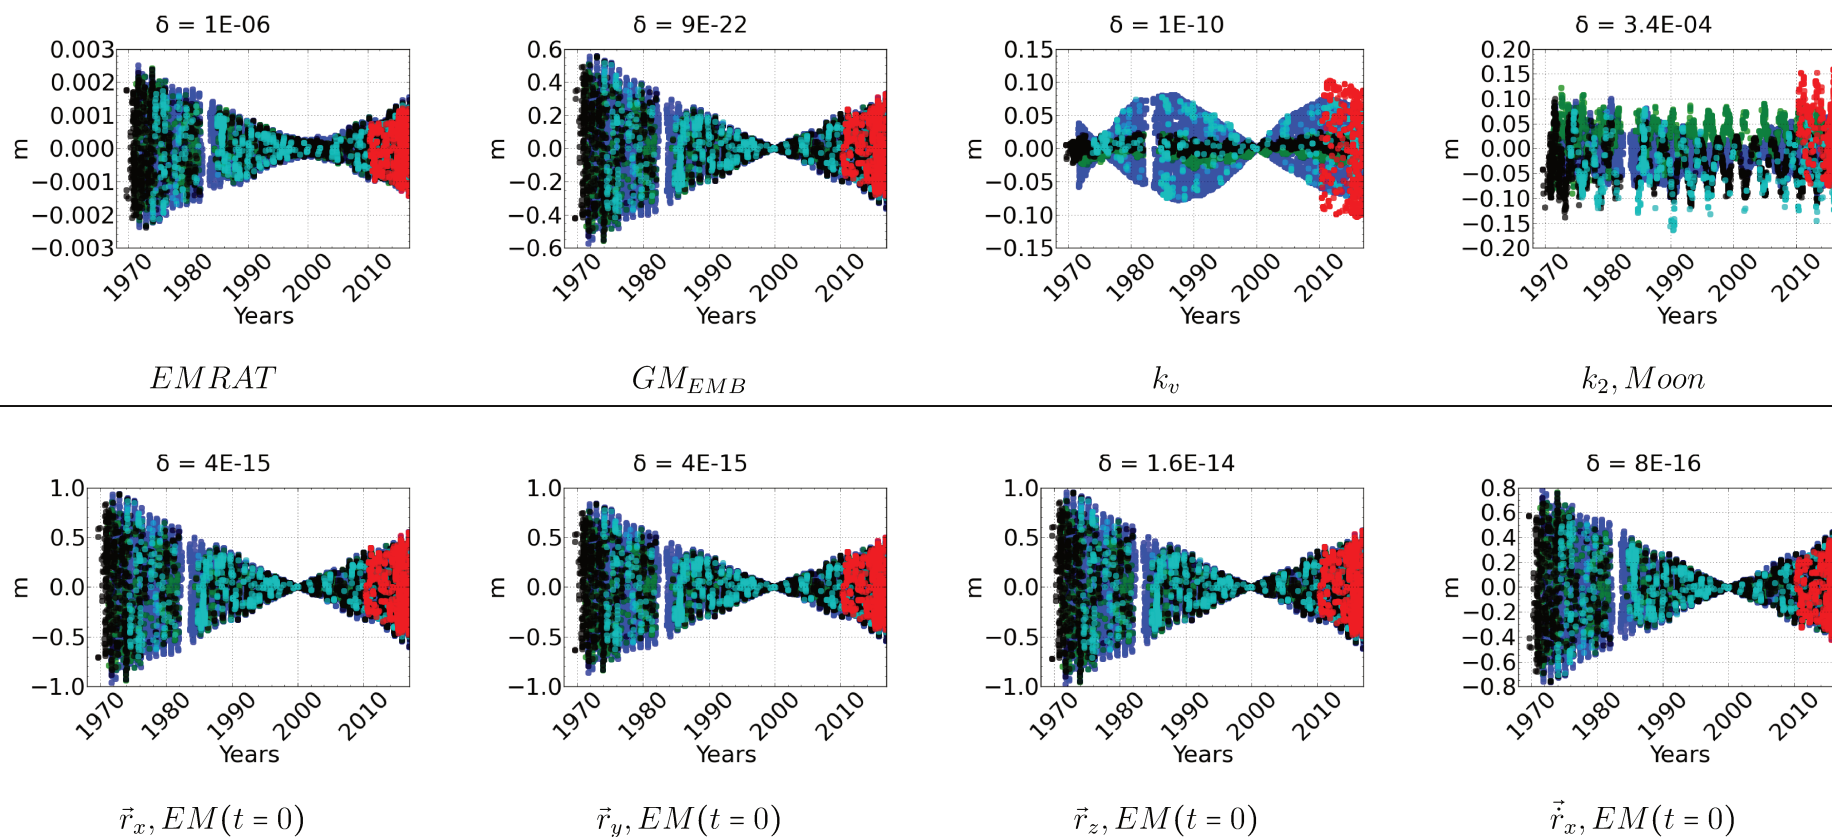 δ = 1E-06
0.003
0.002
0.001
0.000
−0.001
−0.002
−0.003
m
1970
1980
1990
2000
2010
Years
EMRAT
δ = 9E-22
0.6
0.4
0.2
0.0
−0.2
−0.4
−0.6
m
1970
1980
1990
2000
2010
Years
GM_EMB
δ = 1E-10
0.15
0.10
0.05
0.00
−0.05
−0.10
−0.15
m
1970
1980
1990
2000
2010
Years
k_v
δ = 3.4E-04
0.20
0.15
0.10
0.05
0.00
−0.05
−0.10
−0.15
−0.20
m
1970
1980
1990
2000
2010
Years
k₂, Moon
δ = 4E-15
1.0
0.5
0.0
−0.5
−1.0
m
1970
1980
1990
2000
2010
Years
r⃗_x, EM(t = 0)
δ = 4E-15
1.0
0.5
0.0
−0.5
−1.0
m
1970
1980
1990
2000
2010
Years
r⃗_y, EM(t = 0)
δ = 1.6E-14
1.0
0.5
0.0
−0.5
−1.0
m
1970
1980
1990
2000
2010
Years
r⃗_z, EM(t = 0)
δ = 8E-16
0.8
0.6
0.4
0.2
0.0
−0.2
−0.4
−0.6
−0.8
m
1970
1980
1990
2000
2010
Years
ṙ⃗_x, EM(t = 0)